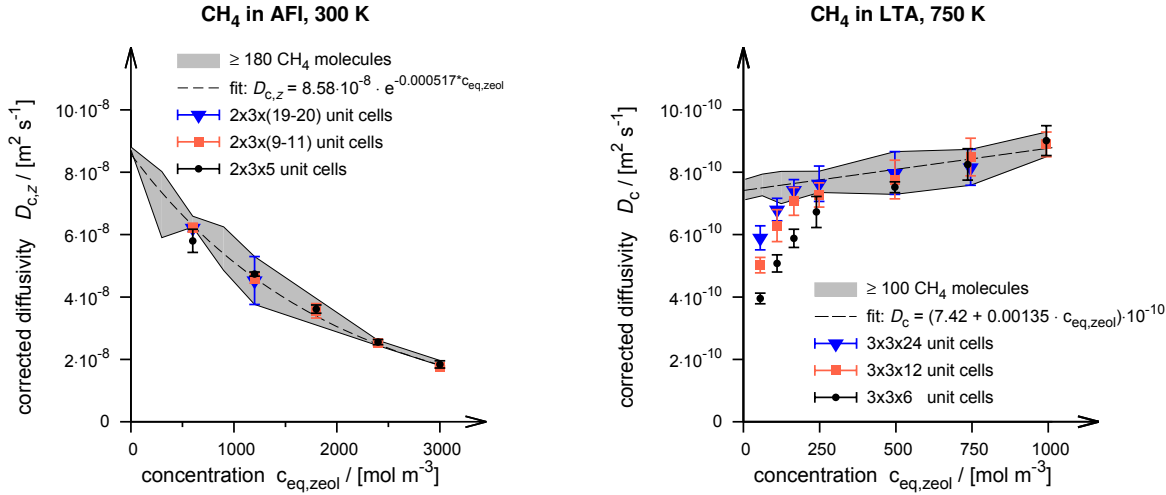 CH4 in AFI, 300 K
≥ 180 CH4 molecules
fit: Dc,z = 8.58·10^-8 · e^-0.000517*ceq,zeol
2x3x(19-20) unit cells
2x3x(9-11) unit cells
2x3x5 unit cells
corrected diffusivity Dc,z / [m² s⁻¹]
10·10⁻⁸
8·10⁻⁸
6·10⁻⁸
4·10⁻⁸
2·10⁻⁸
0
0 1000 2000 3000
concentration ceq,zeol / [mol m⁻³]
CH4 in LTA, 750 K
corrected diffusivity Dc / [m² s⁻¹]
10·10⁻¹⁰
8·10⁻¹⁰
6·10⁻¹⁰
4·10⁻¹⁰
2·10⁻¹⁰
0
≥ 100 CH4 molecules
fit: Dc = (7.42 + 0.00135 · ceq,zeol)·10⁻¹⁰
3x3x24 unit cells
3x3x12 unit cells
3x3x6 unit cells
0 250 500 750 1000
concentration ceq,zeol / [mol m⁻³]